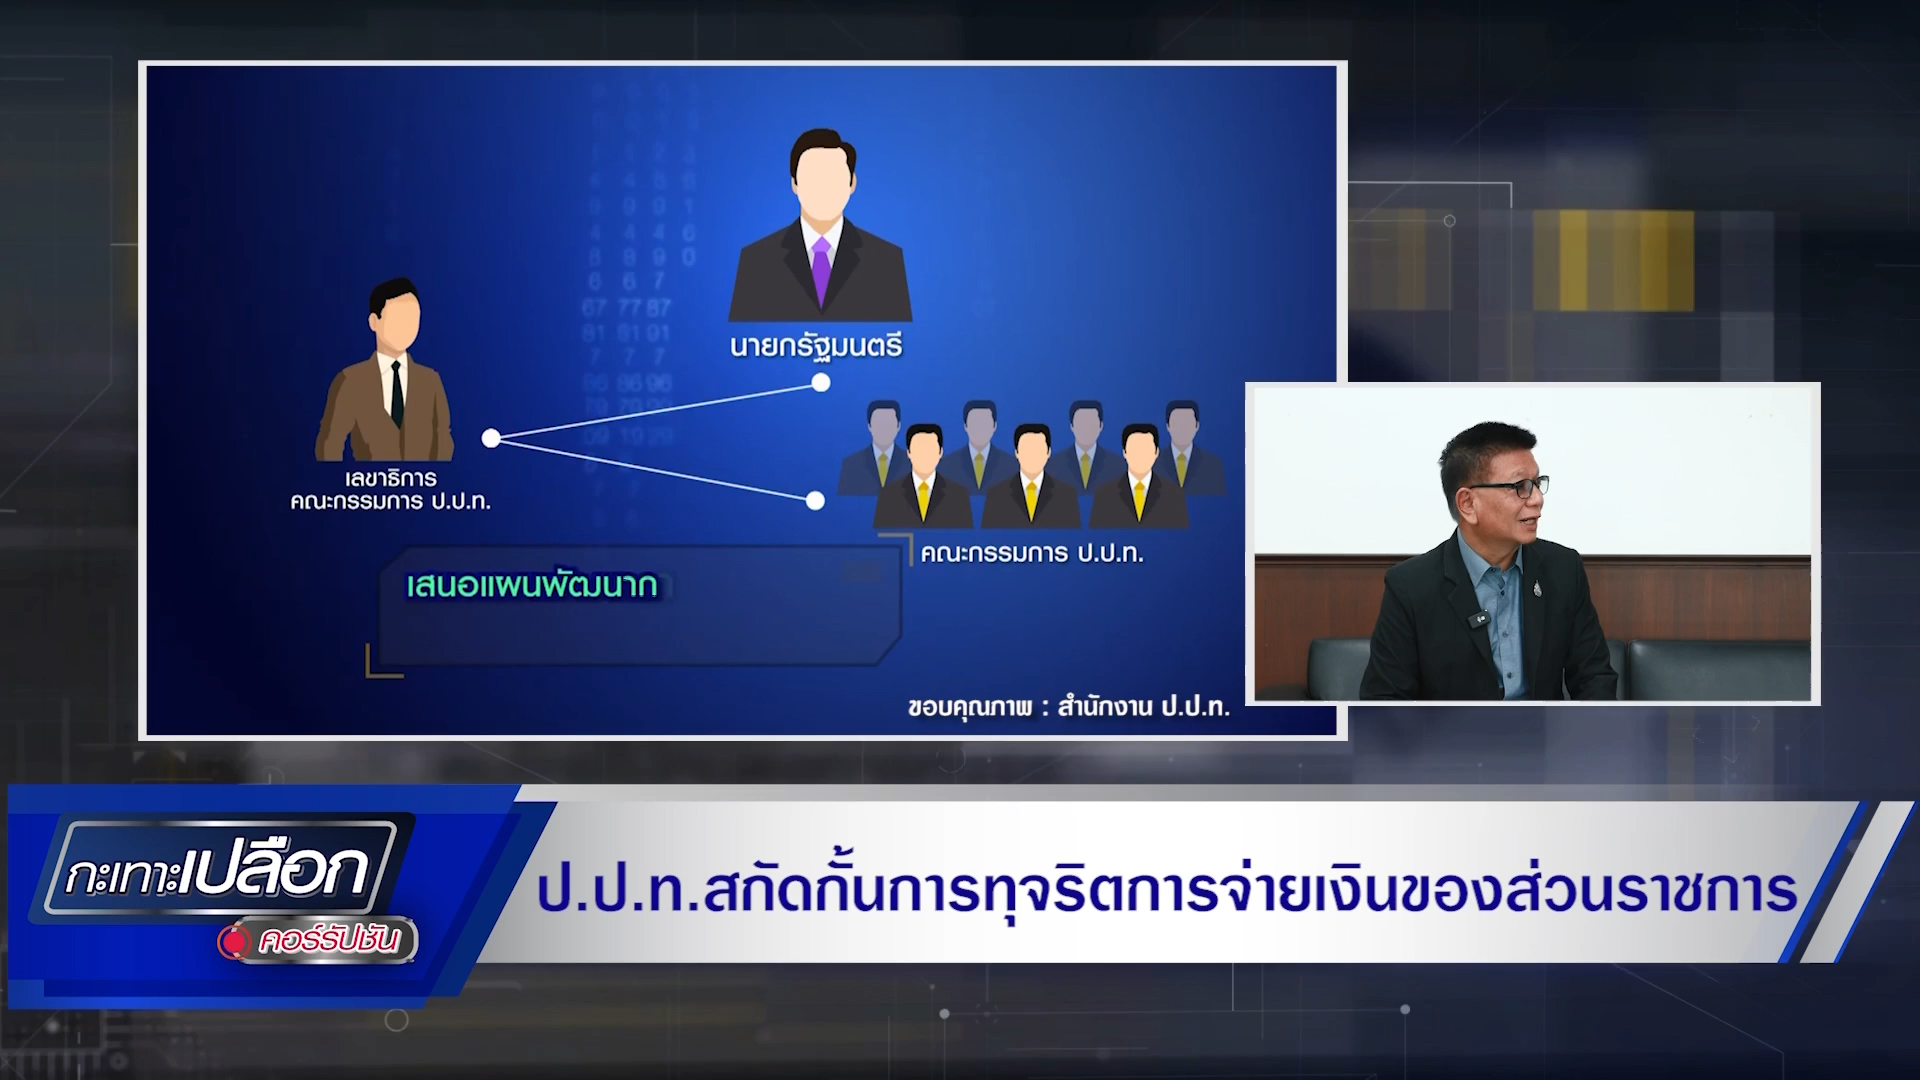 นายกรัฐมนตรี
เลขาธิการ
คณะกรรมการ ป.ป.ท.
คณะกรรมการ ป.ป.ท.
เสนอแผนพัฒนาก
ขอบคุณภาพ : สำนักงาน ป.ป.ท.
กะเทาะเปลือก
คอร์รัปชัน
ป.ป.ท.สกัดกั้นการทุจริตการจ่ายเงินของส่วนราชการ